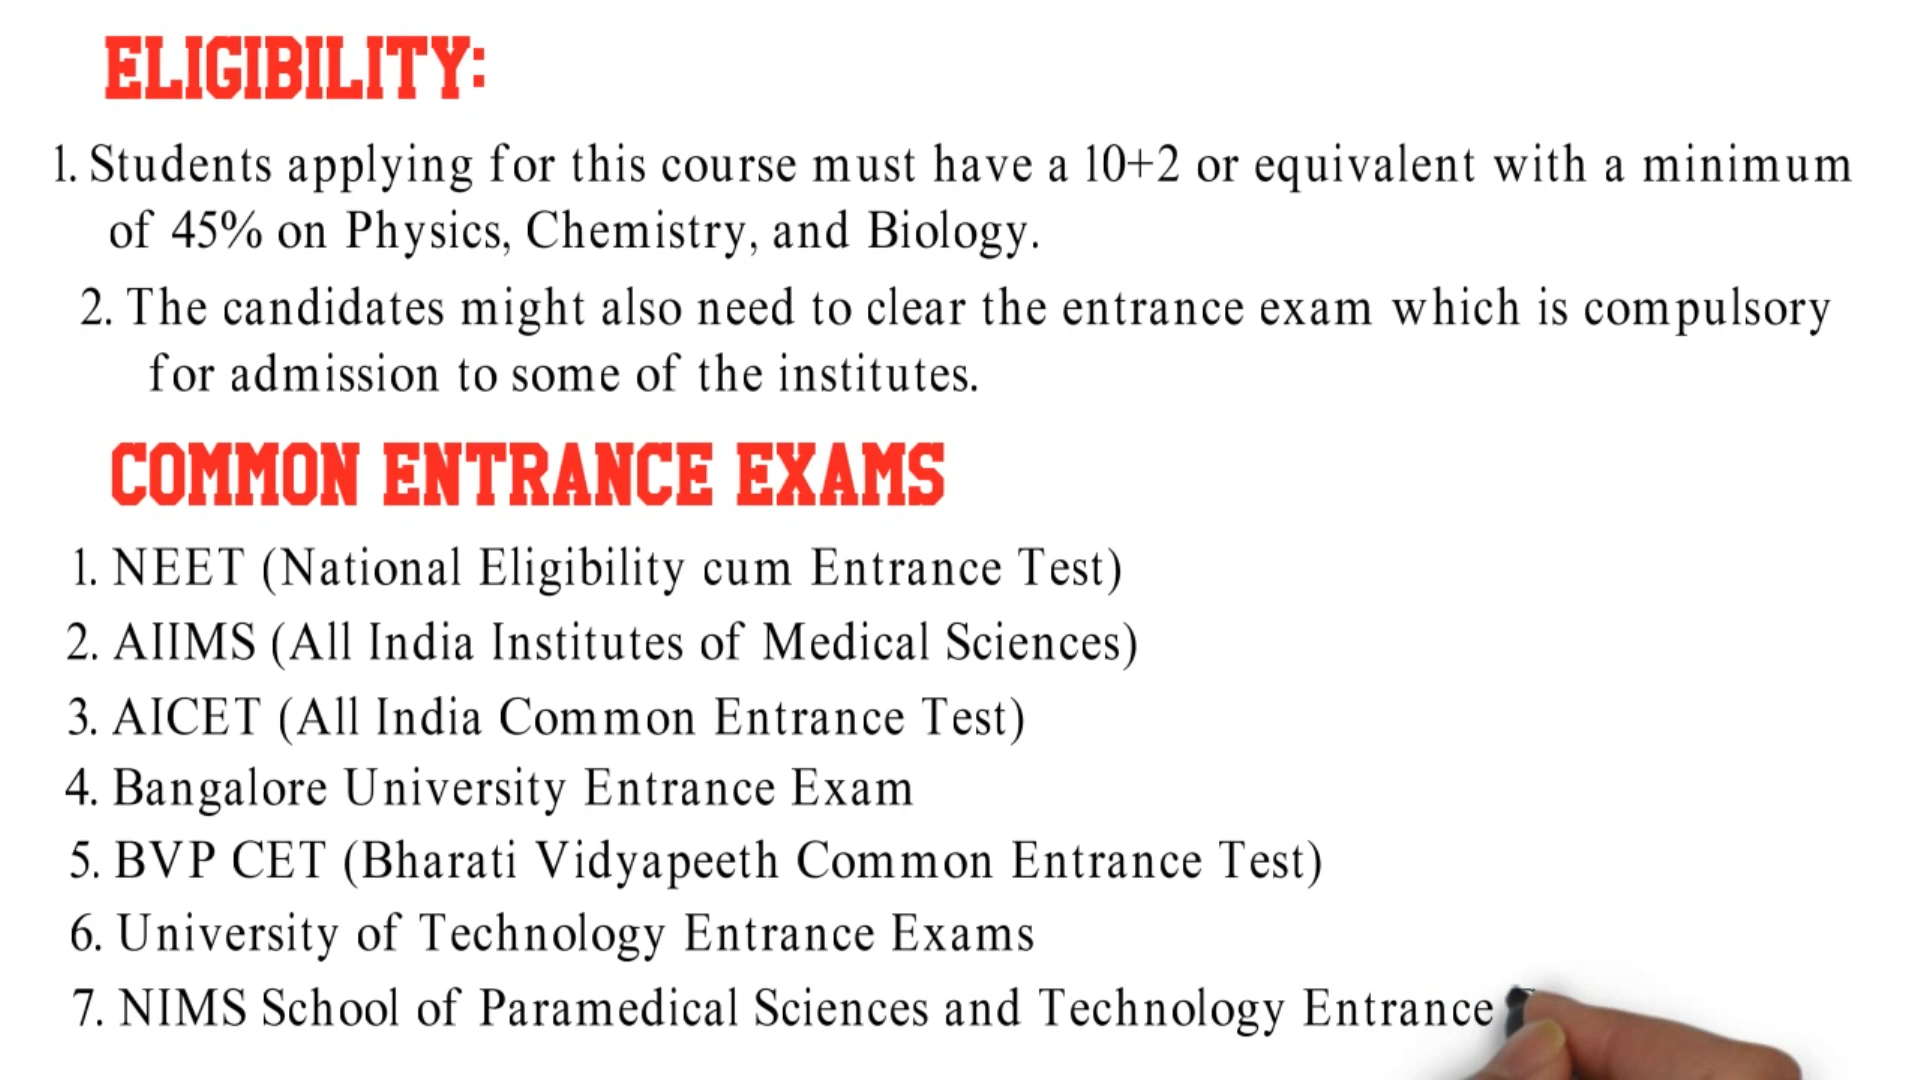 ELIGIBILITY:
1. Students applying for this course must have a 10+2 or equivalent with a minimum
of 45% on Physics, Chemistry, and Biology.
2. The candidates might also need to clear the entrance exam which is compulsory
for admission to some of the institutes.
COMMON ENTRANCE EXAMS
1. NEET (National Eligibility cum Entrance Test)
2. AIIMS (All India Institutes of Medical Sciences)
3. AICET (All India Common Entrance Test)
4. Bangalore University Entrance Exam
5. BVP CET (Bharati Vidyapeeth Common Entrance Test)
6. University of Technology Entrance Exams
7. NIMS School of Paramedical Sciences and Technology Entrance